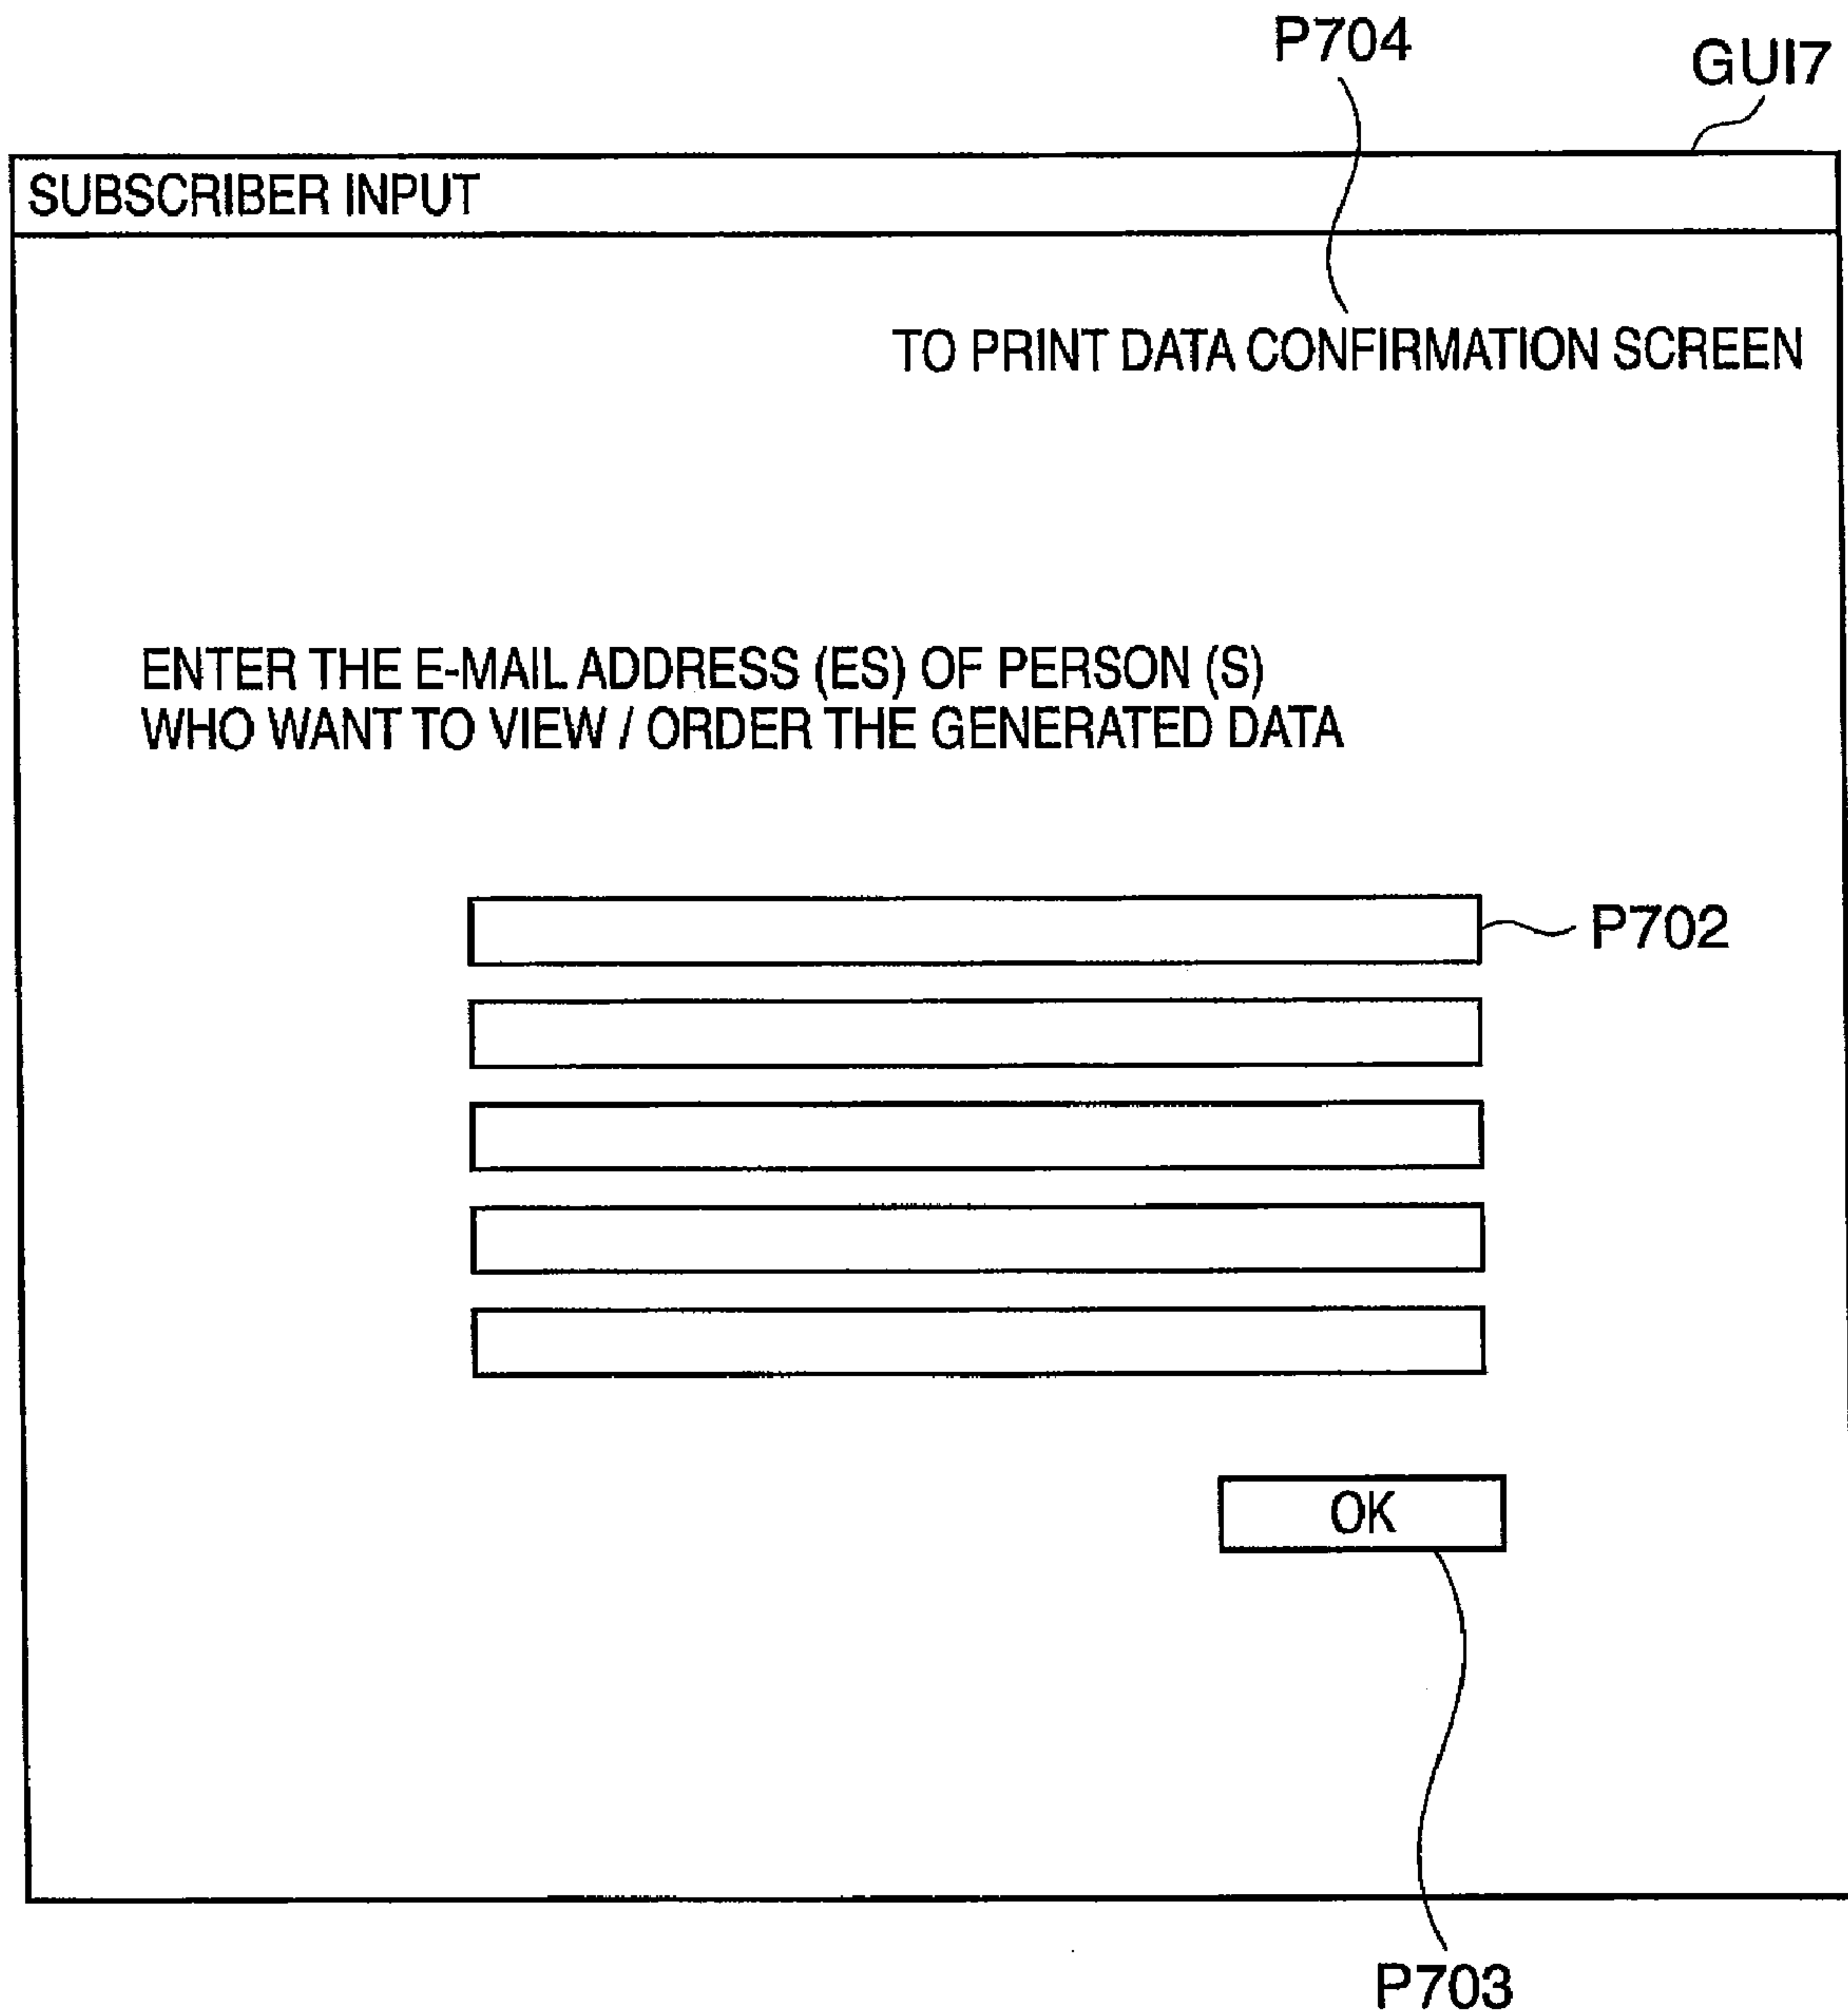 P704
GUI7
SUBSCRIBER INPUT
TO PRINT DATA CONFIRMATION SCREEN
ENTER THE E-MAIL ADDRESS (ES) OF PERSON (S)
WHO WANT TO VIEW / ORDER THE GENERATED DATA
P702
OK
P703